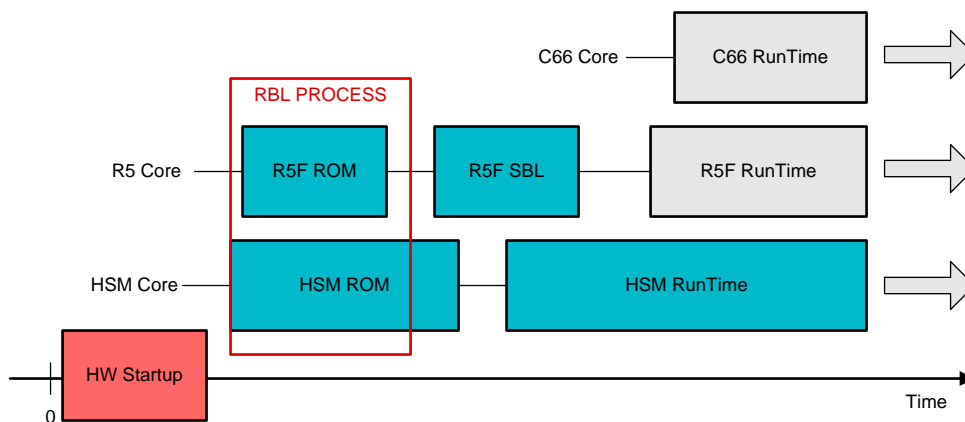 C66 Core
C66 RunTime
RBL PROCESS
R5 Core
R5F ROM
R5F SBL
R5F RunTime
HSM Core
HSM ROM
HSM RunTime
HW Startup
0
Time